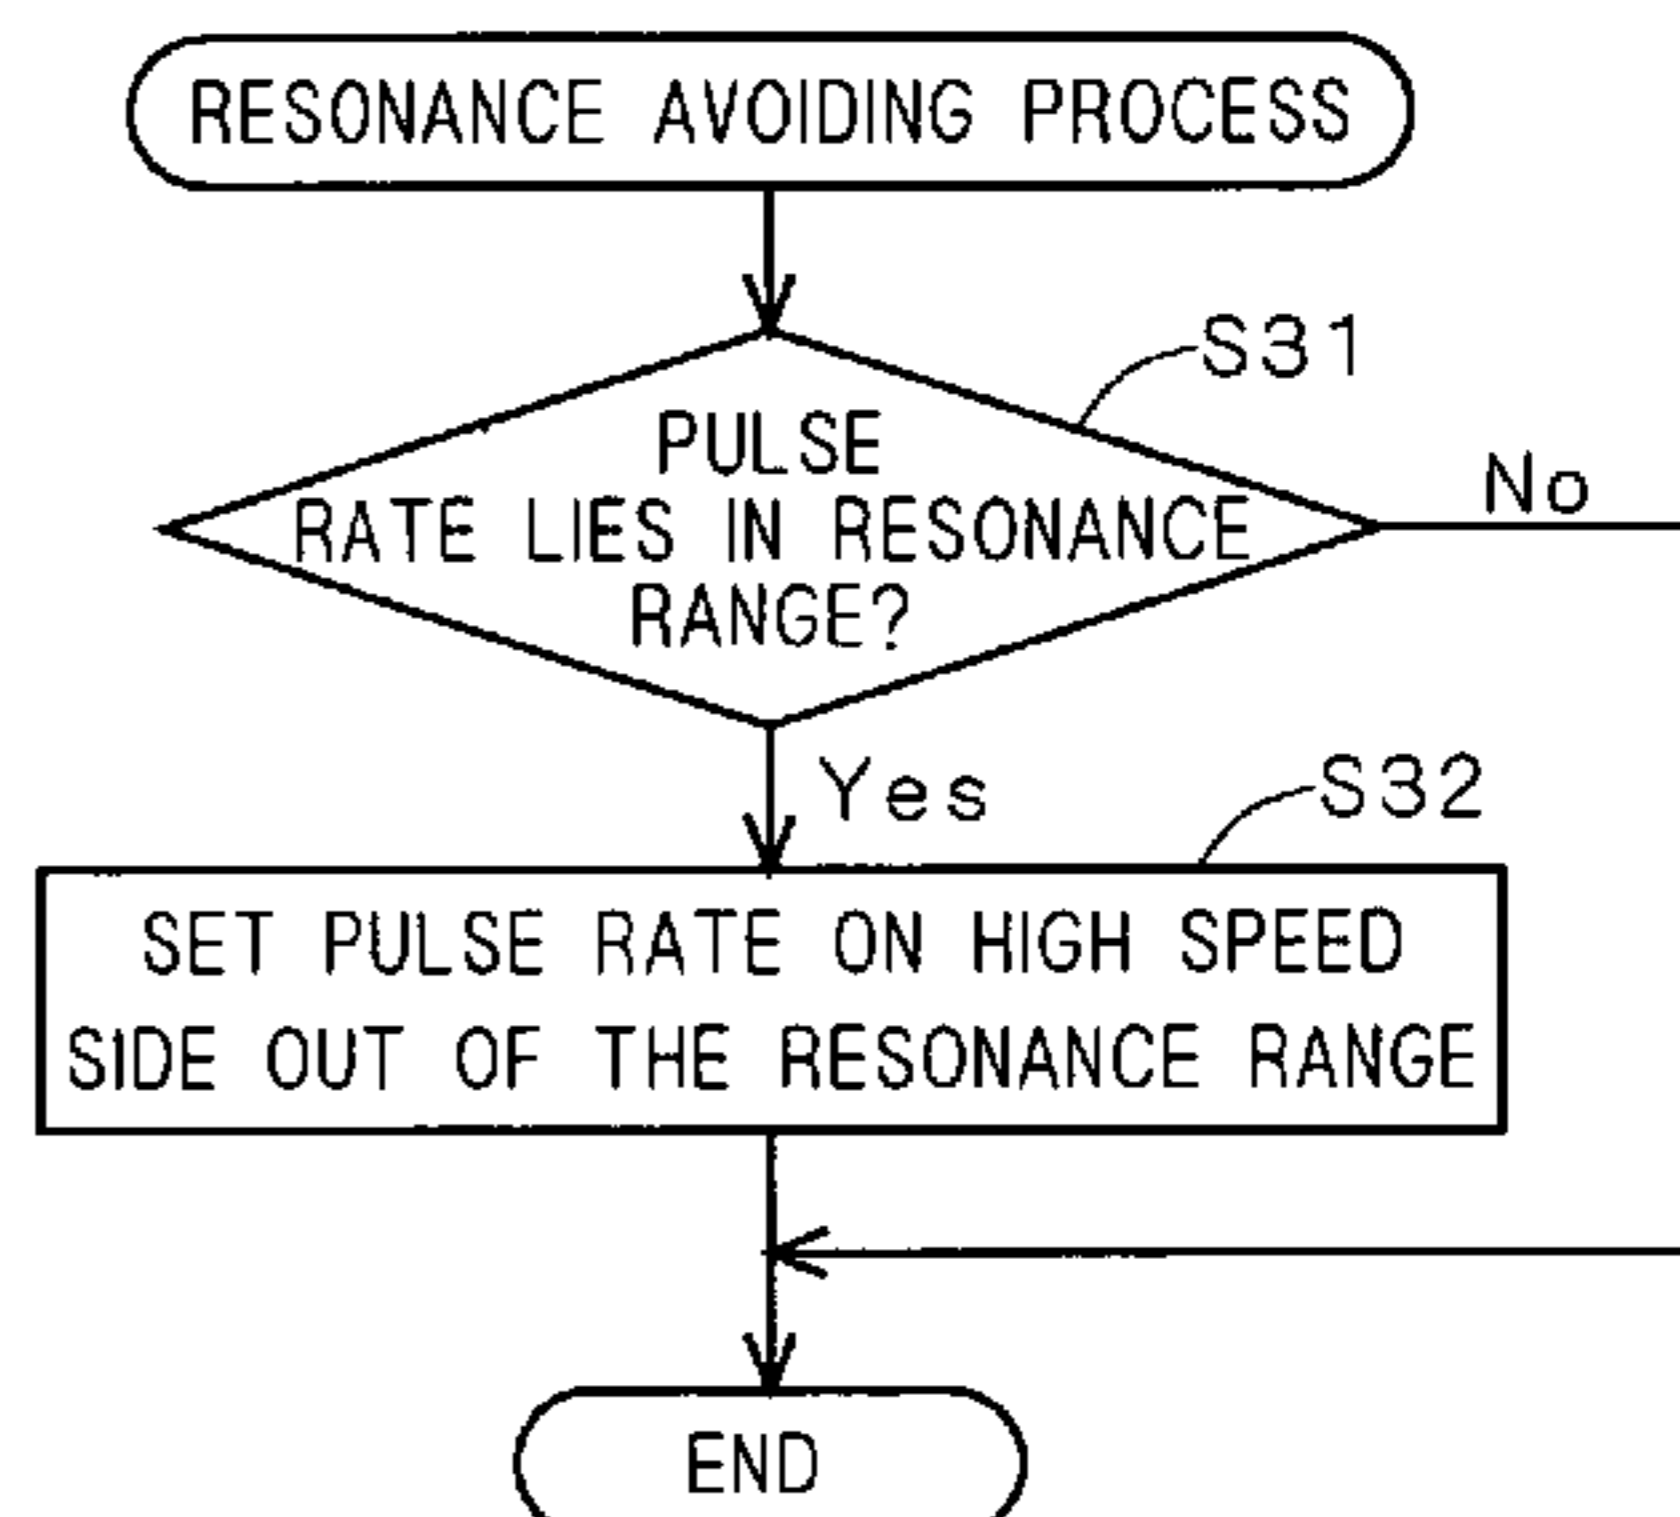 RESONANCE AVOIDING PROCESS
S31
PULSE
RATE LIES IN RESONANCE
RANGE?
No
Yes
S32
SET PULSE RATE ON HIGH SPEED
SIDE OUT OF THE RESONANCE RANGE
END